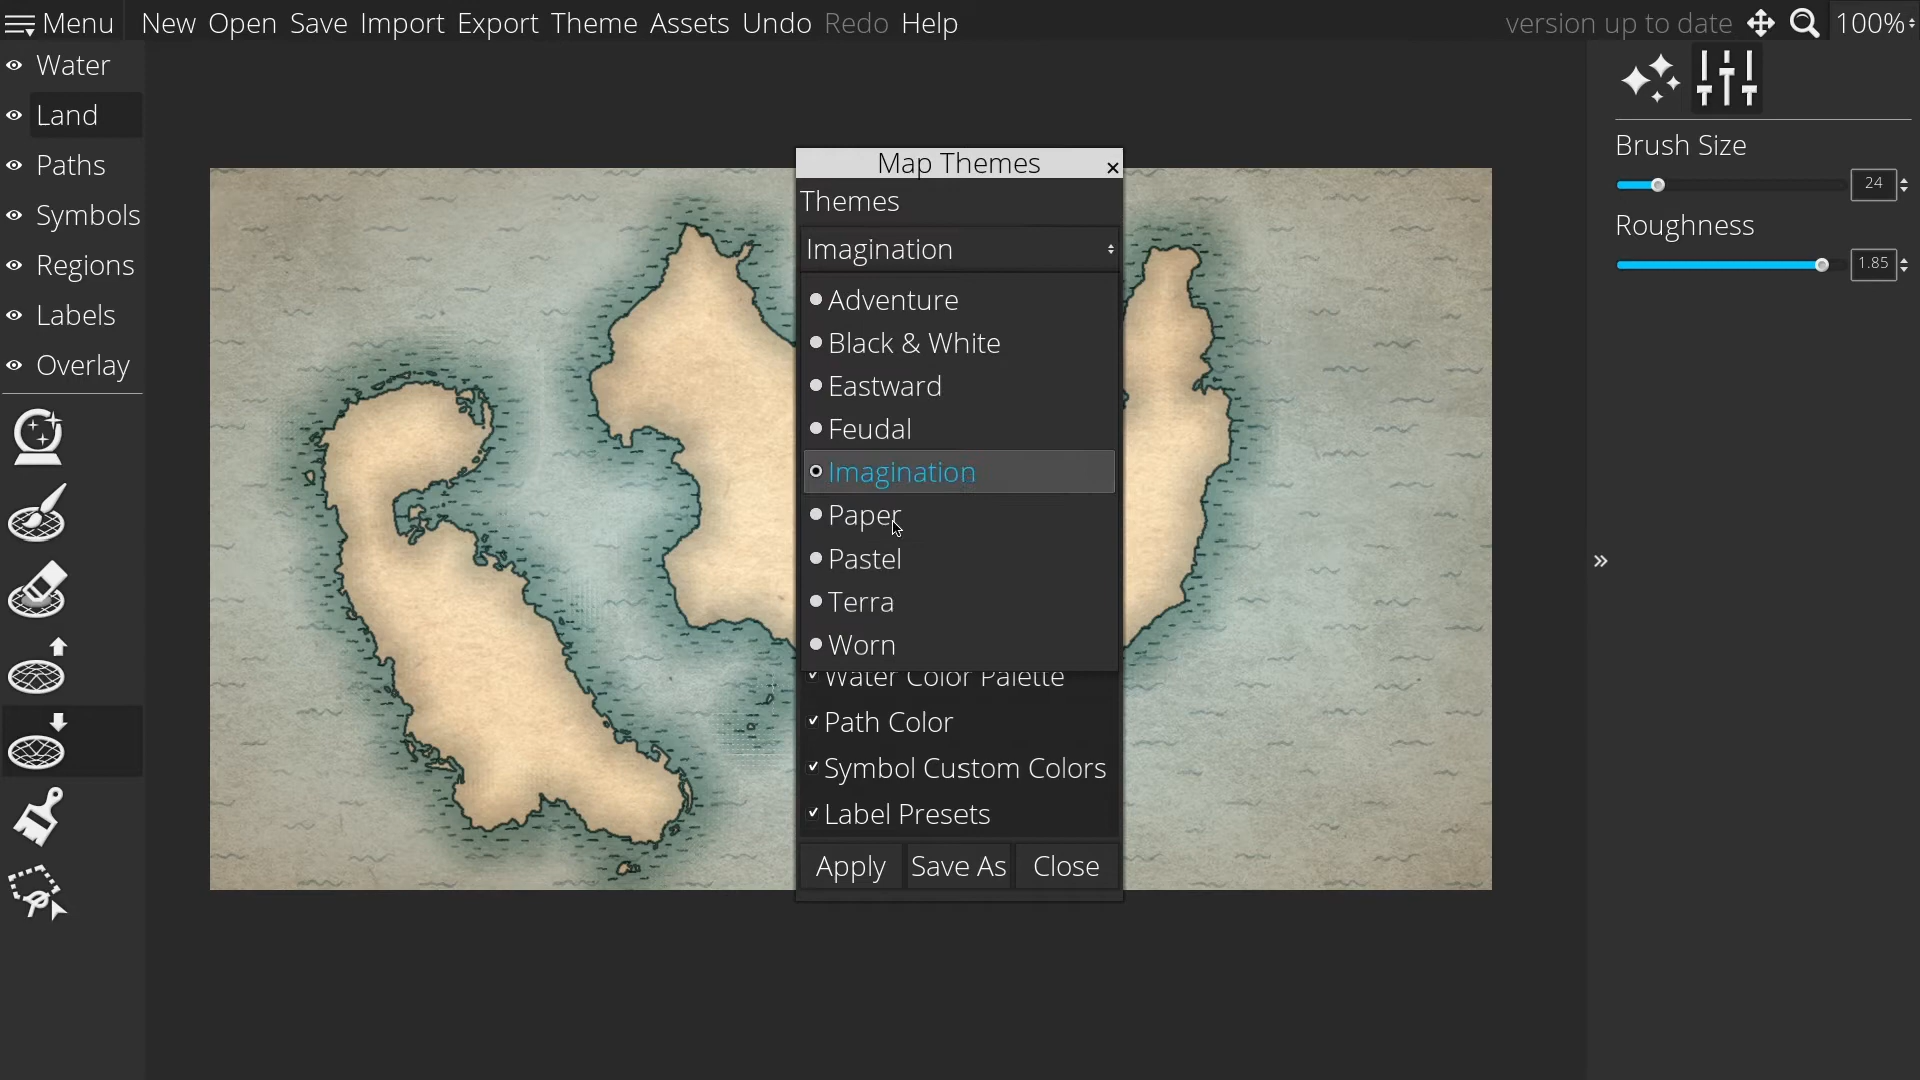 Menu New Open Save Import Export Theme Assets Undo Redo Help version up to date 100%
Water
Land
Paths
Symbols
Regions
Labels
Overlay
Map Themes
Themes
Imagination
Adventure
Black & White
Eastward
Feudal
Imagination
Paper
Pastel
Terra
Worn
Water Color Palette
Path Color
Symbol Custom Colors
Label Presets
Apply Save As Close
Brush Size
24
Roughness
1.85